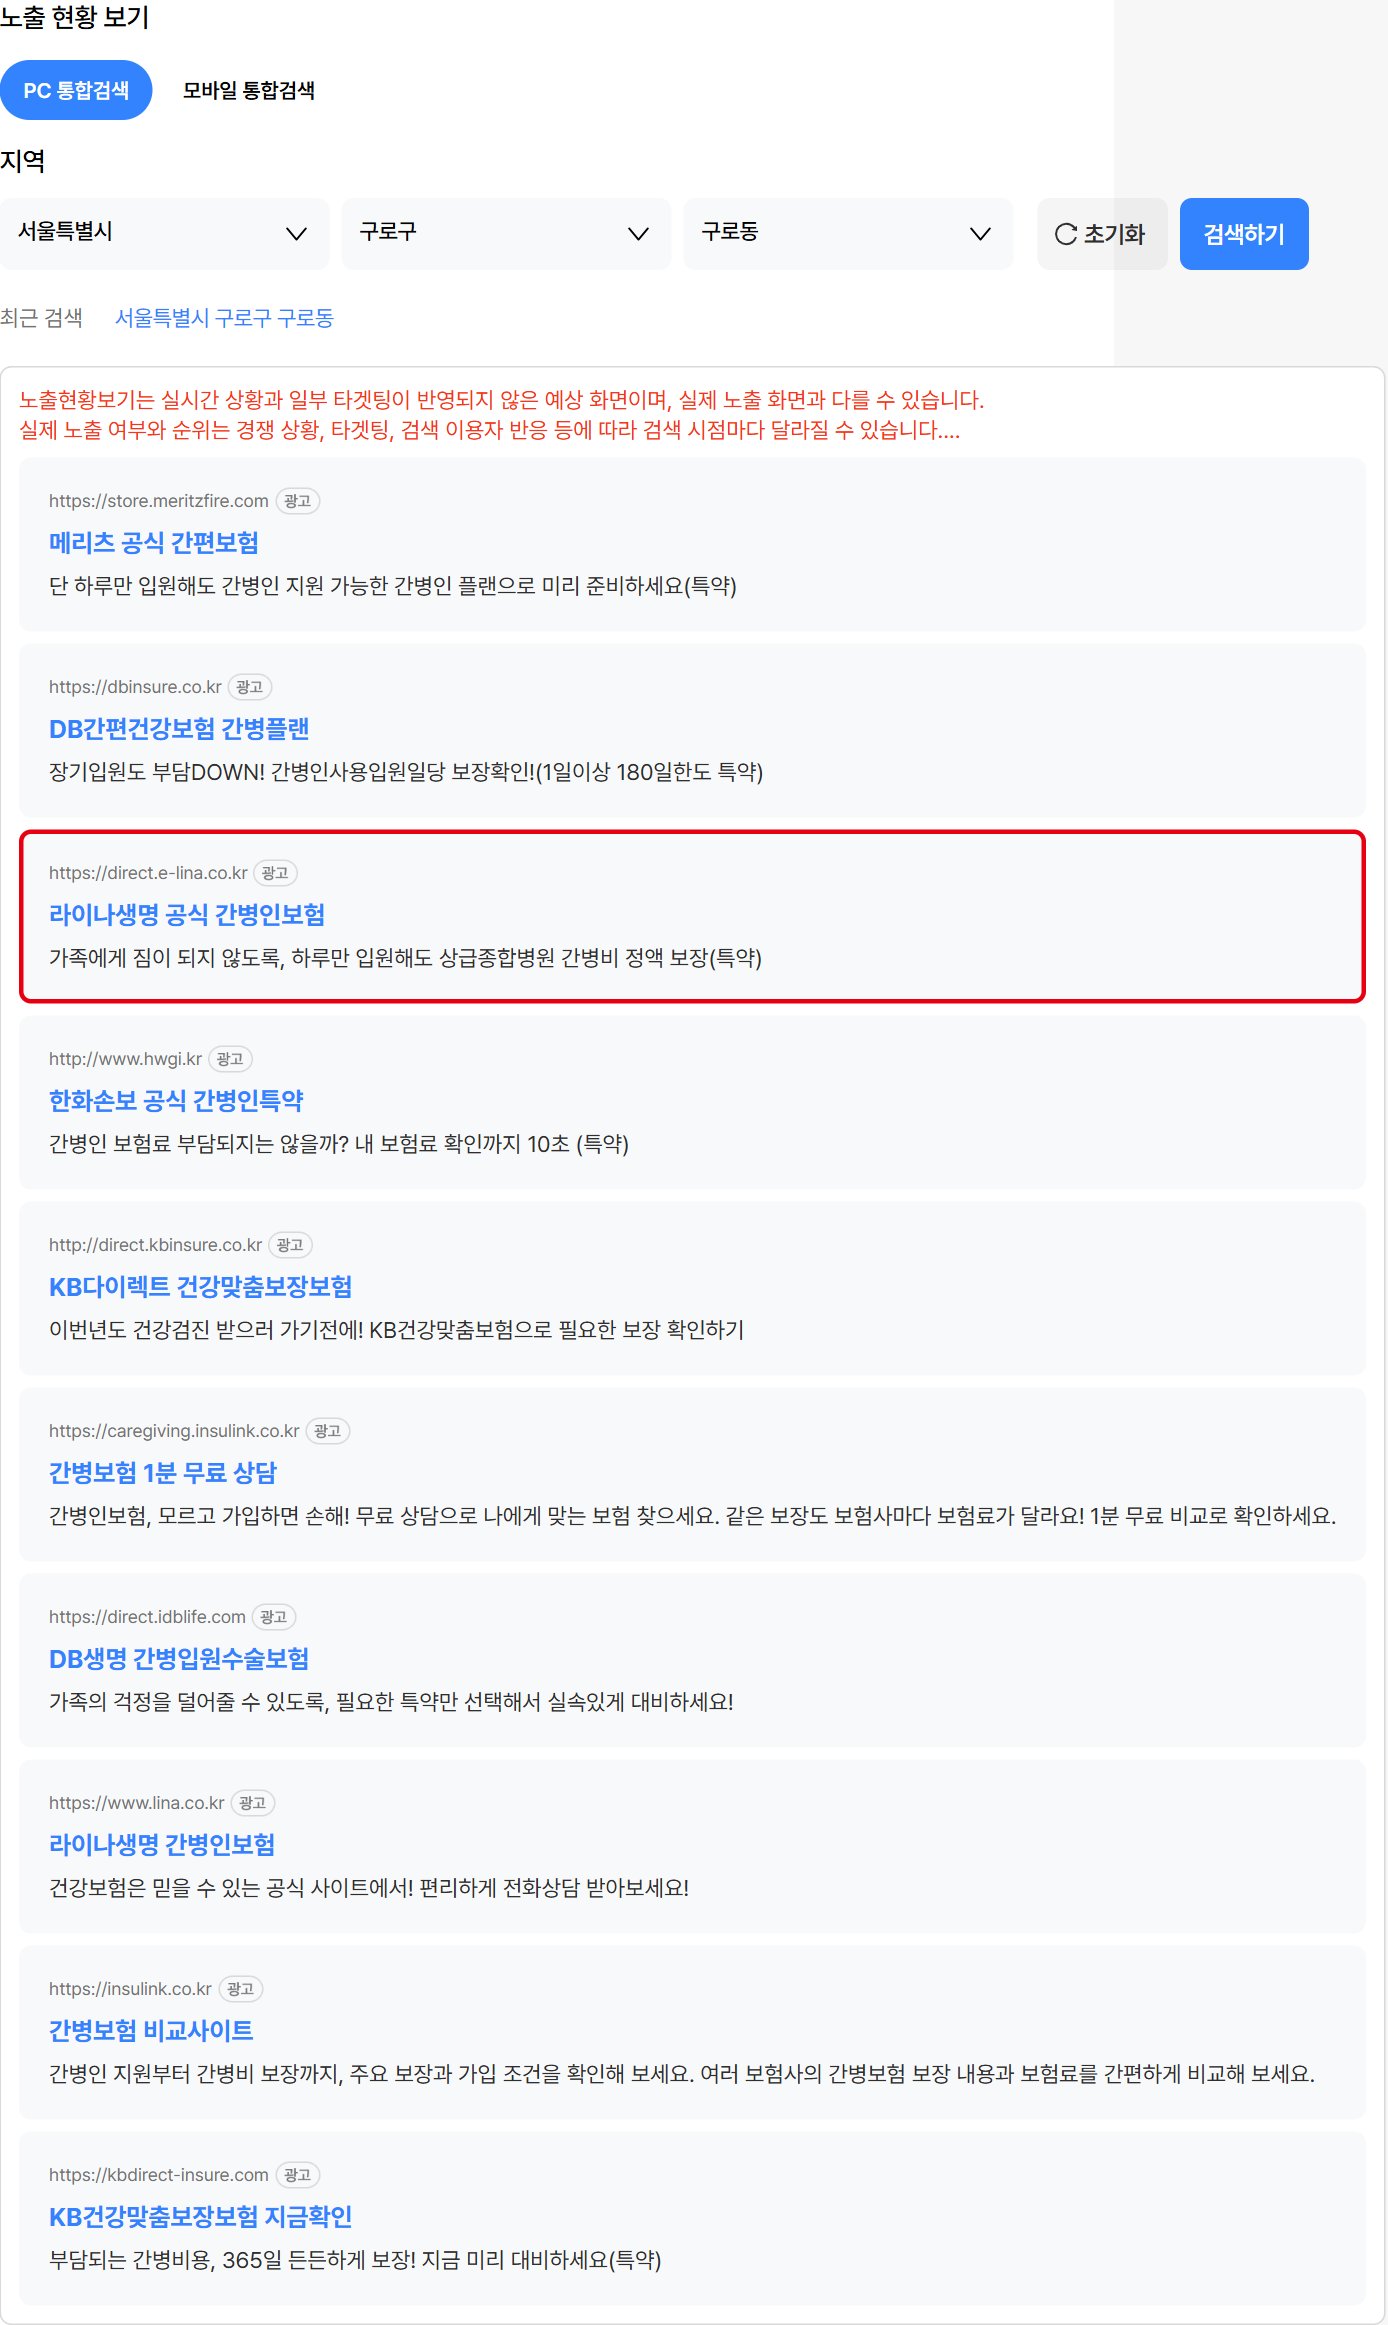 노출 현황 보기
PC 통합검색 모바일 통합검색
지역
서울특별시 구로구 구로동 초기화 검색하기
최근 검색 서울특별시 구로구 구로동
노출현황보기는 실시간 상황과 일부 타겟팅이 반영되지 않은 예상 화면이며, 실제 노출 화면과 다를 수 있습니다.
실제 노출 여부와 순위는 경쟁 상황, 타겟팅, 검색 이용자 반응 등에 따라 검색 시점마다 달라질 수 있습니다....
https://store.meritzfire.com 광고
메리츠 공식 간편보험
단 하루만 입원해도 간병인 지원 가능한 간병인 플랜으로 미리 준비하세요(특약)
https://dbinsure.co.kr 광고
DB간편건강보험 간병플랜
장기입원도 부담DOWN! 간병인사용입원일당 보장확인!(1일이상 180일한도 특약)
https://direct.e-lina.co.kr 광고
라이나생명 공식 간병인보험
가족에게 짐이 되지 않도록, 하루만 입원해도 상급종합병원 간병비 정액 보장(특약)
http://www.hwgi.kr 광고
한화손보 공식 간병인특약
간병인 보험료 부담되지는 않을까? 내 보험료 확인까지 10초 (특약)
http://direct.kbinsure.co.kr 광고
KB다이렉트 건강맞춤보장보험
이번년도 건강검진 받으러 가기전에! KB건강맞춤보험으로 필요한 보장 확인하기
https://caregiving.insulink.co.kr 광고
간병보험 1분 무료 상담
간병인보험, 모르고 가입하면 손해! 무료 상담으로 나에게 맞는 보험 찾으세요. 같은 보장도 보험사마다 보험료가 달라요! 1분 무료 비교로 확인하세요.
https://direct.idblife.com 광고
DB생명 간병입원수술보험
가족의 걱정을 덜어줄 수 있도록, 필요한 특약만 선택해서 실속있게 대비하세요!
https://www.lina.co.kr 광고
라이나생명 간병인보험
건강보험은 믿을 수 있는 공식 사이트에서! 편리하게 전화상담 받아보세요!
https://insulink.co.kr 광고
간병보험 비교사이트
간병인 지원부터 간병비 보장까지, 주요 보장과 가입 조건을 확인해 보세요. 여러 보험사의 간병보험 보장 내용과 보험료를 간편하게 비교해 보세요.
https://kbdirect-insure.com 광고
KB건강맞춤보장보험 지금확인
부담되는 간병비용, 365일 든든하게 보장! 지금 미리 대비하세요(특약)